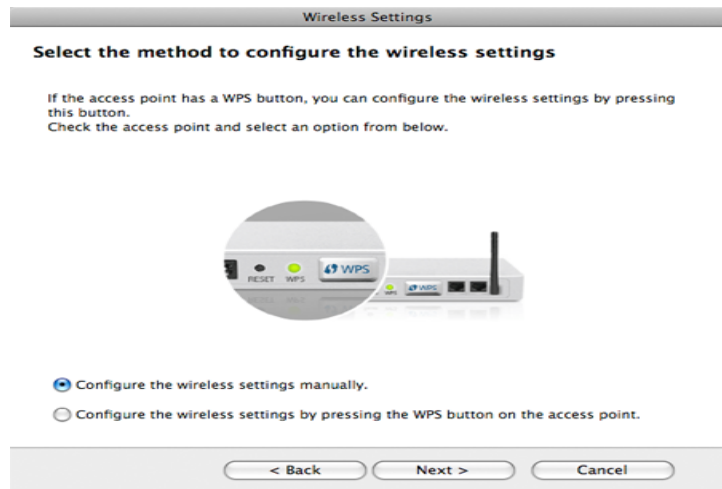 Wireless Settings
Select the method to configure the wireless settings
If the access point has a WPS button, you can configure the wireless settings by pressing
this button.
Check the access point and select an option from below.
RESET WPS WPS
WPS WPS
Configure the wireless settings manually.
Configure the wireless settings by pressing the WPS button on the access point.
< Back Next > Cancel